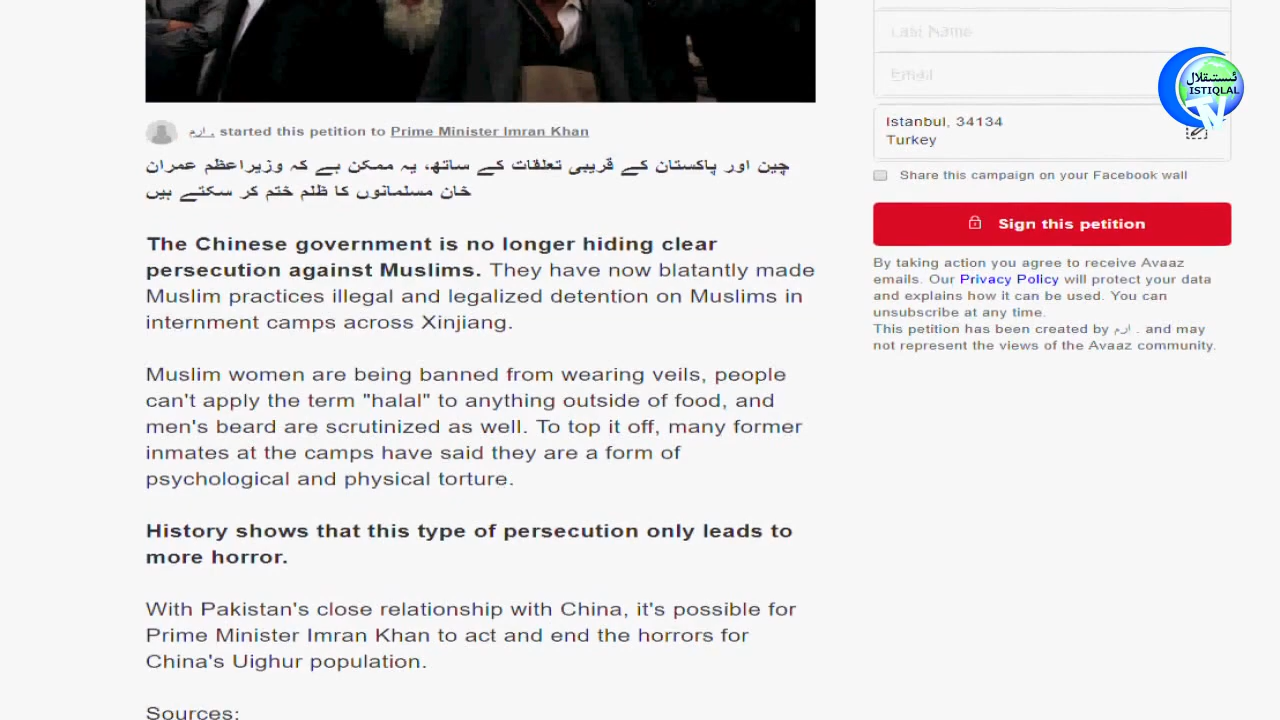 ارم . started this petition to Prime Minister Imran Khan
چین اور پاکستان کے قریبی تعلقات کے ساتھ، یہ ممکن ہے کہ وزیراعظم عمران
خان مسلمانوں کا ظلم ختم کر سکتے ہیں
The Chinese government is no longer hiding clear
persecution against Muslims. They have now blatantly made
Muslim practices illegal and legalized detention on Muslims in
internment camps across Xinjiang.
Muslim women are being banned from wearing veils, people
can't apply the term "halal" to anything outside of food, and
men's beard are scrutinized as well. To top it off, many former
inmates at the camps have said they are a form of
psychological and physical torture.
History shows that this type of persecution only leads to
more horror.
With Pakistan's close relationship with China, it's possible for
Prime Minister Imran Khan to act and end the horrors for
China's Uighur population.
Sources:
Last Name
Email
Istanbul, 34134
Turkey
Share this campaign on your Facebook wall
Sign this petition
By taking action you agree to receive Avaaz
emails. Our Privacy Policy will protect your data
and explains how it can be used. You can
unsubscribe at any time.
This petition has been created by ارم . and may
not represent the views of the Avaaz community.
ئىستىقلال
ISTIQLAL
TV